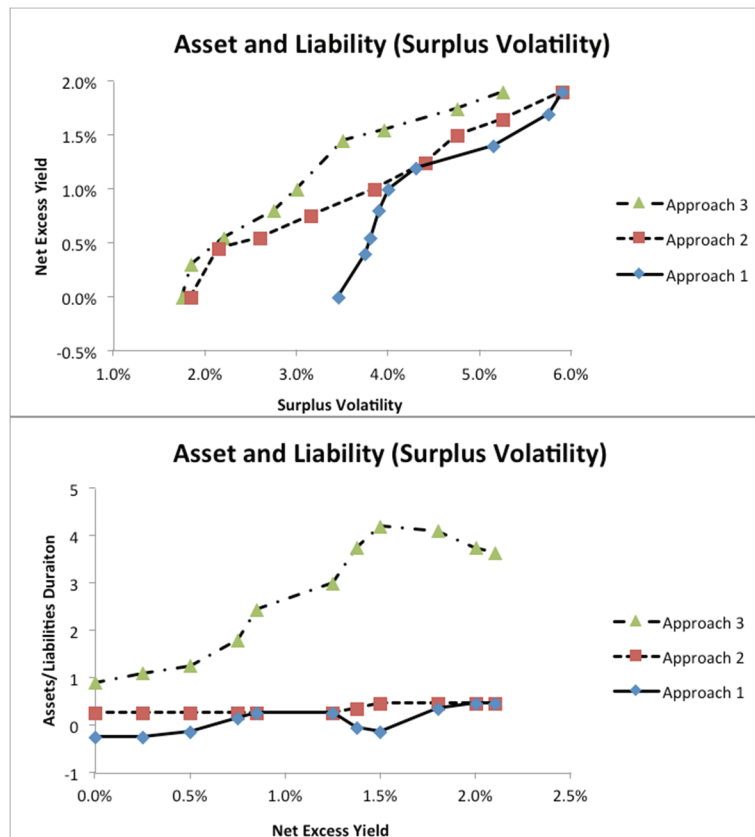 Asset and Liability (Surplus Volatility)
2.0%
1.5%
1.0%
0.5%
0.0%
-0.5%
Net Excess Yield
1.0%
2.0%
3.0%
4.0%
5.0%
6.0%
Surplus Volatility
Approach 3
Approach 2
Approach 1
Asset and Liability (Surplus Volatility)
5
4
3
2
1
0
-1
Assets/Liabilities Duraiton
0.0%
0.5%
1.0%
1.5%
2.0%
2.5%
Net Excess Yield
Approach 3
Approach 2
Approach 1